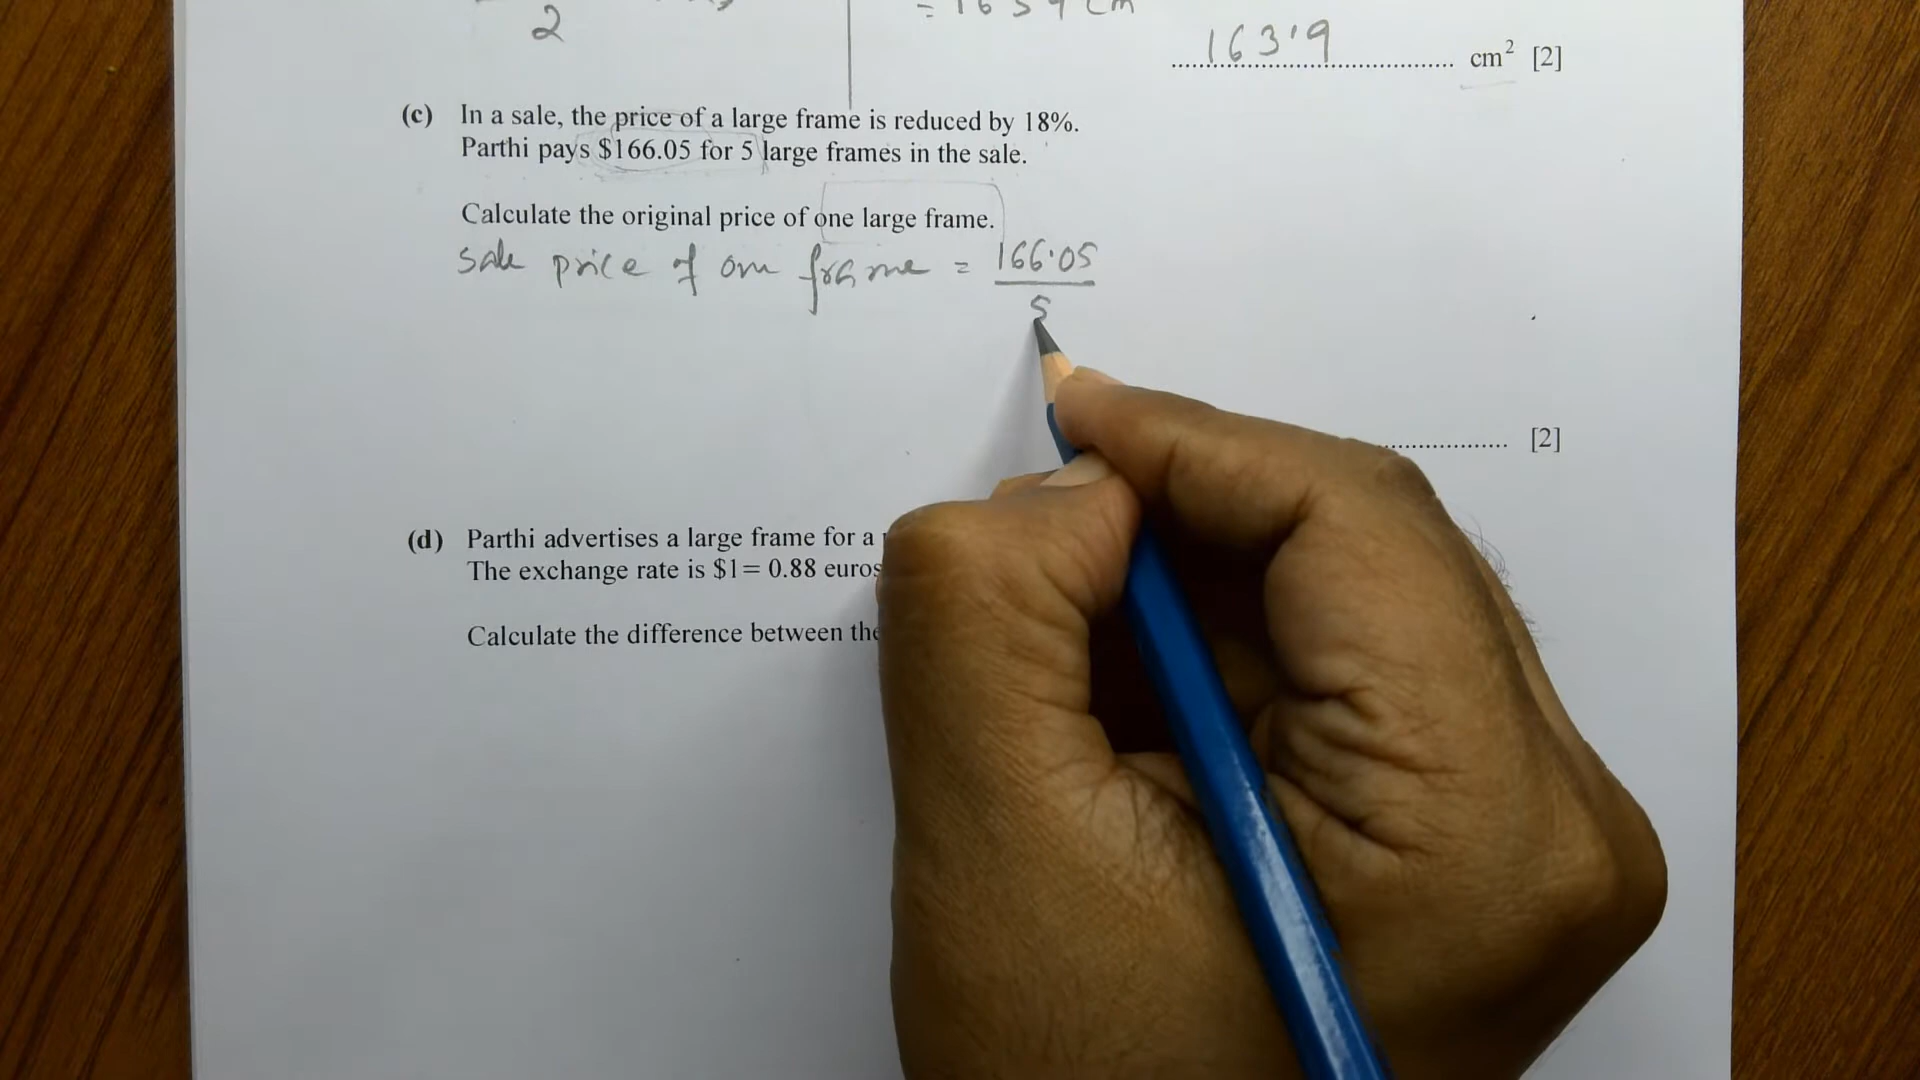 2
163.9 cm² [2]
(c) In a sale, the price of a large frame is reduced by 18%.
Parthi pays $166.05 for 5 large frames in the sale.
Calculate the original price of one large frame.
sale price of one frame = 166.05
5
[2]
(d) Parthi advertises a large frame for a
The exchange rate is $1= 0.88 euros
Calculate the difference between the